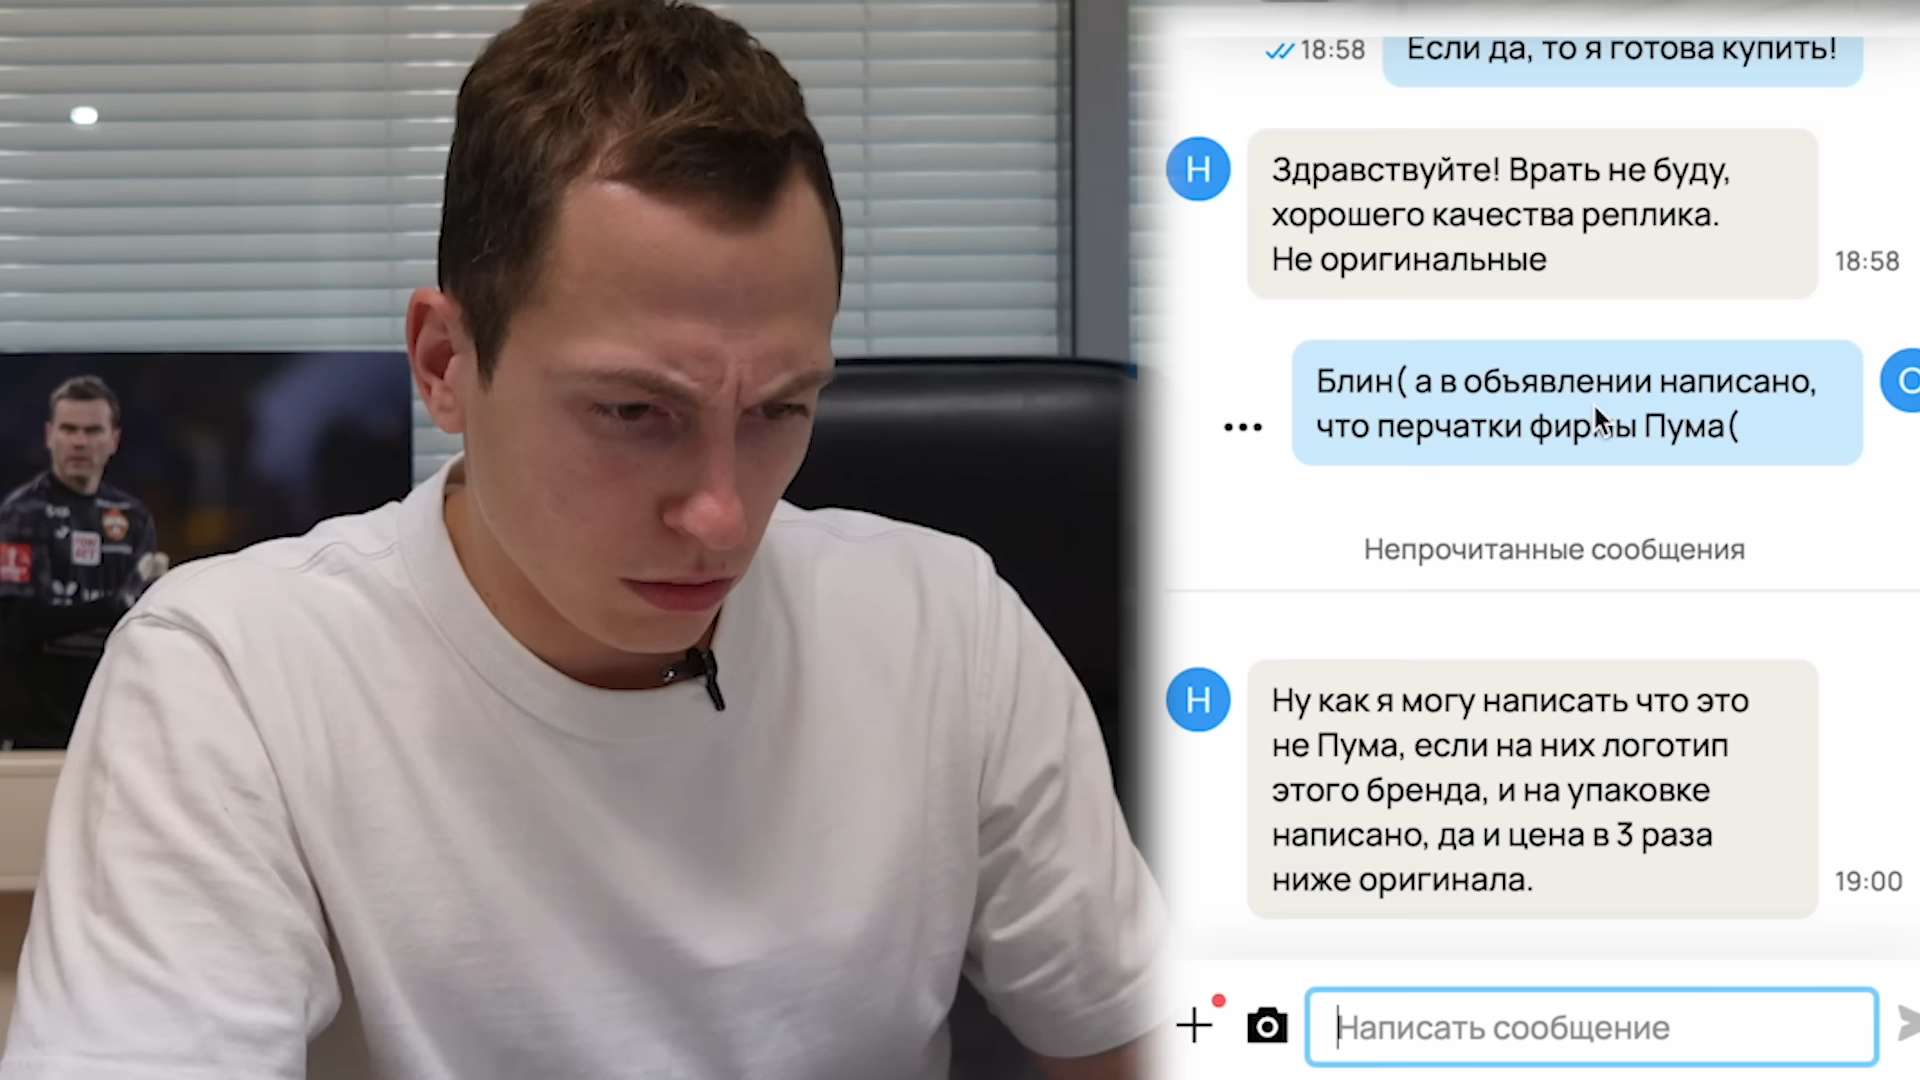 18:58
Если да, то я готова купить!
Н
Здравствуйте! Врать не буду,
хорошего качества реплика.
Не оригинальные
18:58
Блин( а в объявлении написано,
что перчатки фирмы Пума(
О
Непрочитанные сообщения
Н
Ну как я могу написать что это
не Пума, если на них логотип
этого бренда, и на упаковке
написано, да и цена в 3 раза
ниже оригинала.
19:00
Написать сообщение